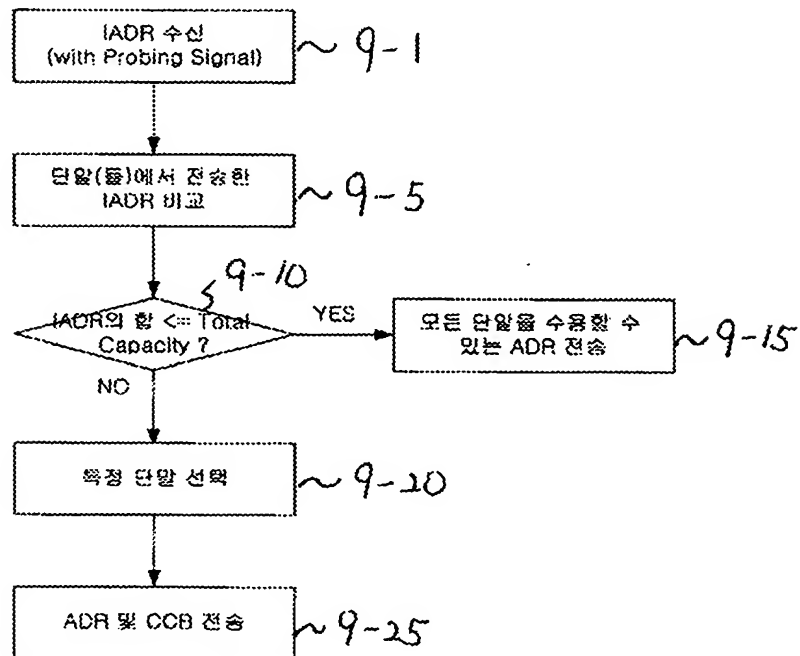 IADR 수신
(with Probing Signal)
~ 9-1
단말(들)에서 전송한
IADR 비교
~ 9-5
9-10
IADR의 합 <= Total
Capacity ?
YES
모든 단말을 수용할 수
있는 ADR 전송
~ 9-15
NO
특정 단말 선택
~ 9-20
ADR 및 CCB 전송
~ 9-25